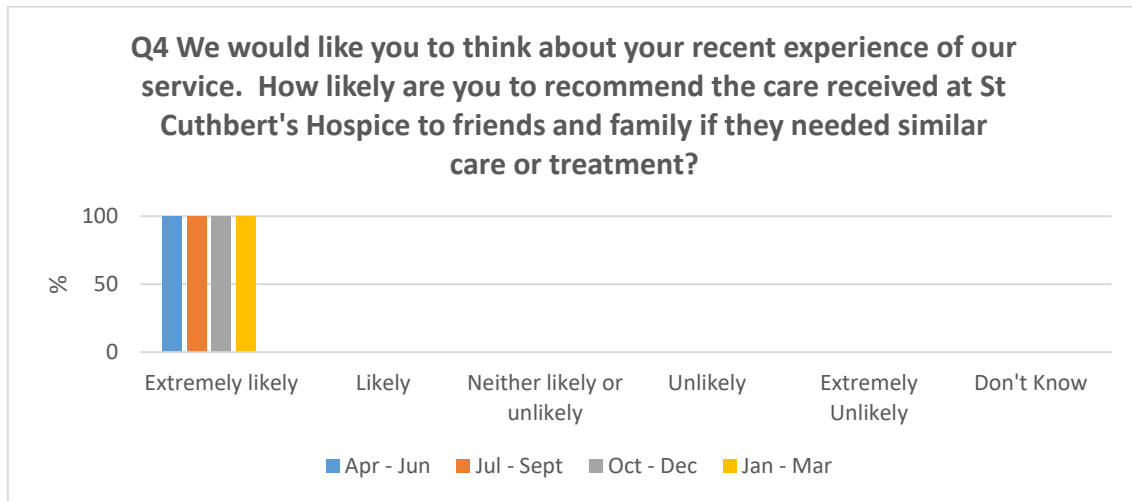 Q4 We would like you to think about your recent experience of our
service.  How likely are you to recommend the care received at St
Cuthbert's Hospice to friends and family if they needed similar
care or treatment?
100
50
0
%
Extremely likely
Likely
Neither likely or
unlikely
Unlikely
Extremely
Unlikely
Don't Know
Apr - Jun
Jul - Sept
Oct - Dec
Jan - Mar